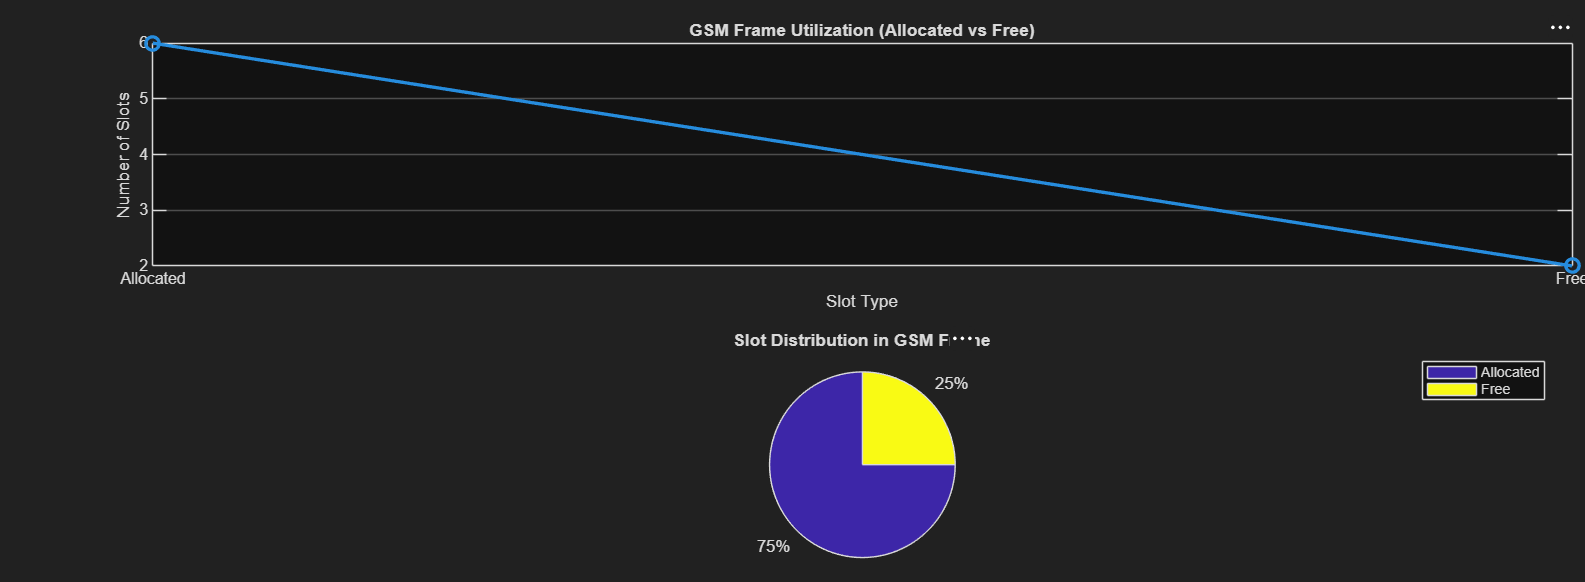 GSM Frame Utilization (Allocated vs Free)
6
5
4
3
2
Number of Slots
Allocated
Free
Slot Type
Slot Distribution in GSM
25%
75%
Allocated
Free